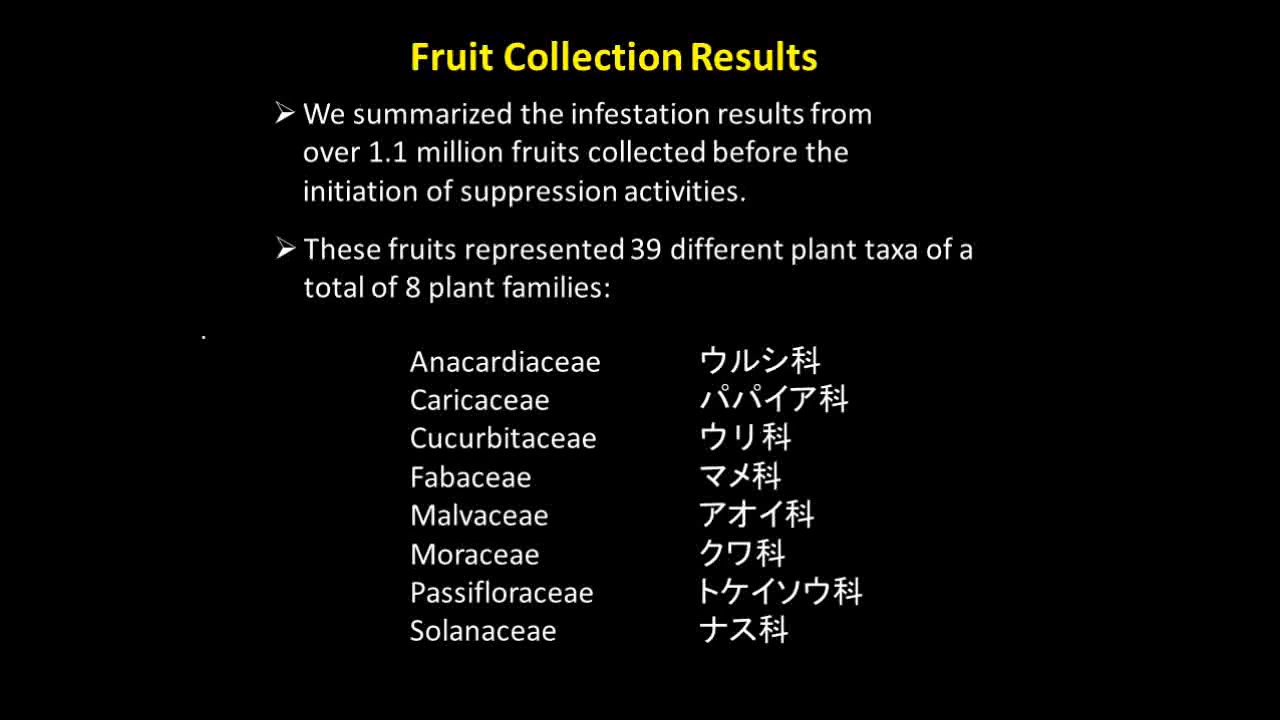 Fruit Collection Results
➢ We summarized the infestation results from
over 1.1 million fruits collected before the
initiation of suppression activities.
➢ These fruits represented 39 different plant taxa of a
total of 8 plant families:
Anacardiaceae ウルシ科
Caricaceae パパイア科
Cucurbitaceae ウリ科
Fabaceae マメ科
Malvaceae アオイ科
Moraceae クワ科
Passifloraceae トケイソウ科
Solanaceae ナス科